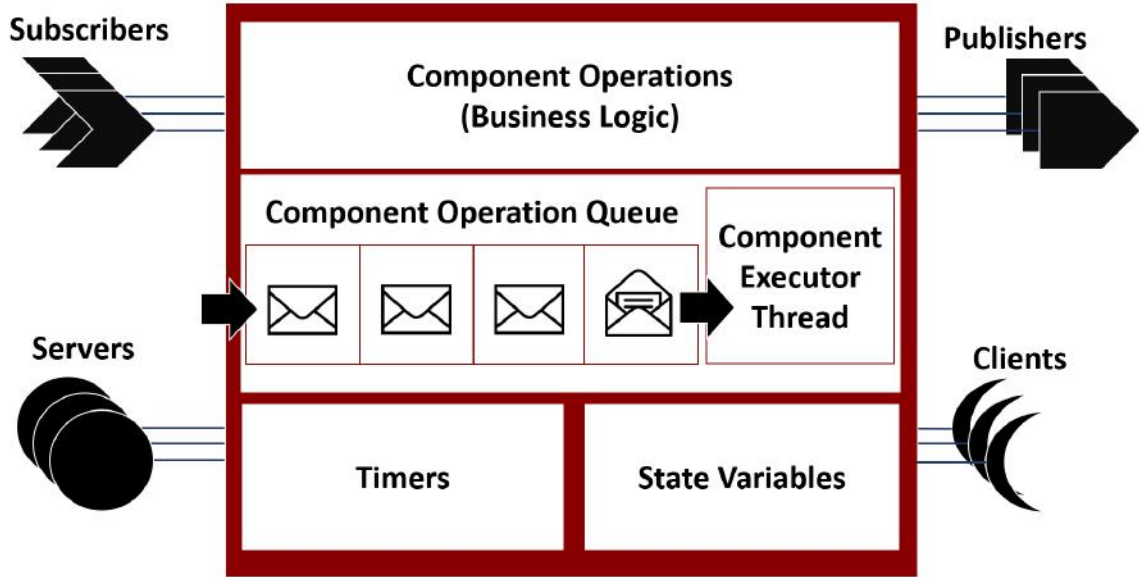 Subscribers
Publishers
Component Operations
(Business Logic)
Component Operation Queue
Component
Executor
Thread
Servers
Clients
Timers
State Variables